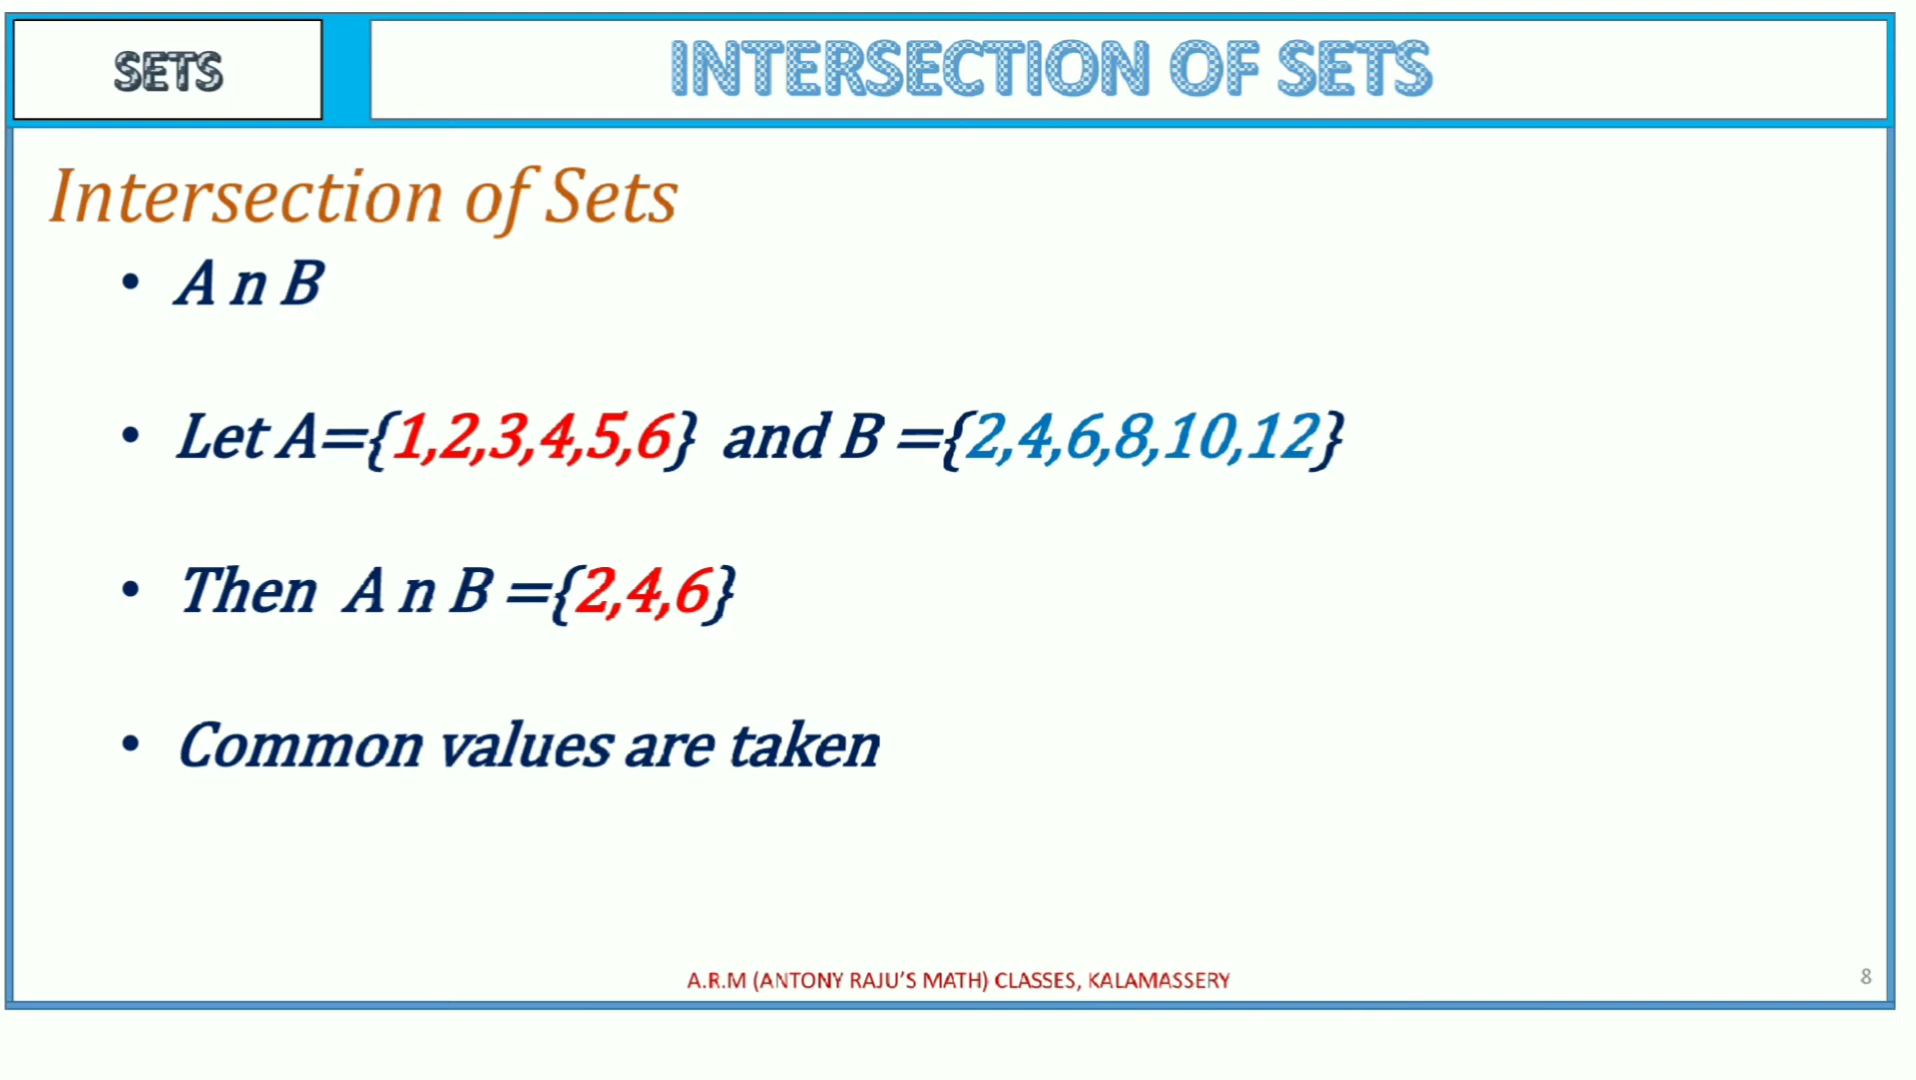 SETS
INTERSECTION OF SETS
Intersection of Sets
• A n B
• Let A={1,2,3,4,5,6} and B ={2,4,6,8,10,12}
• Then A n B ={2,4,6}
• Common values are taken
A.R.M (ANTONY RAJU’S MATH) CLASSES, KALAMASSERY
8